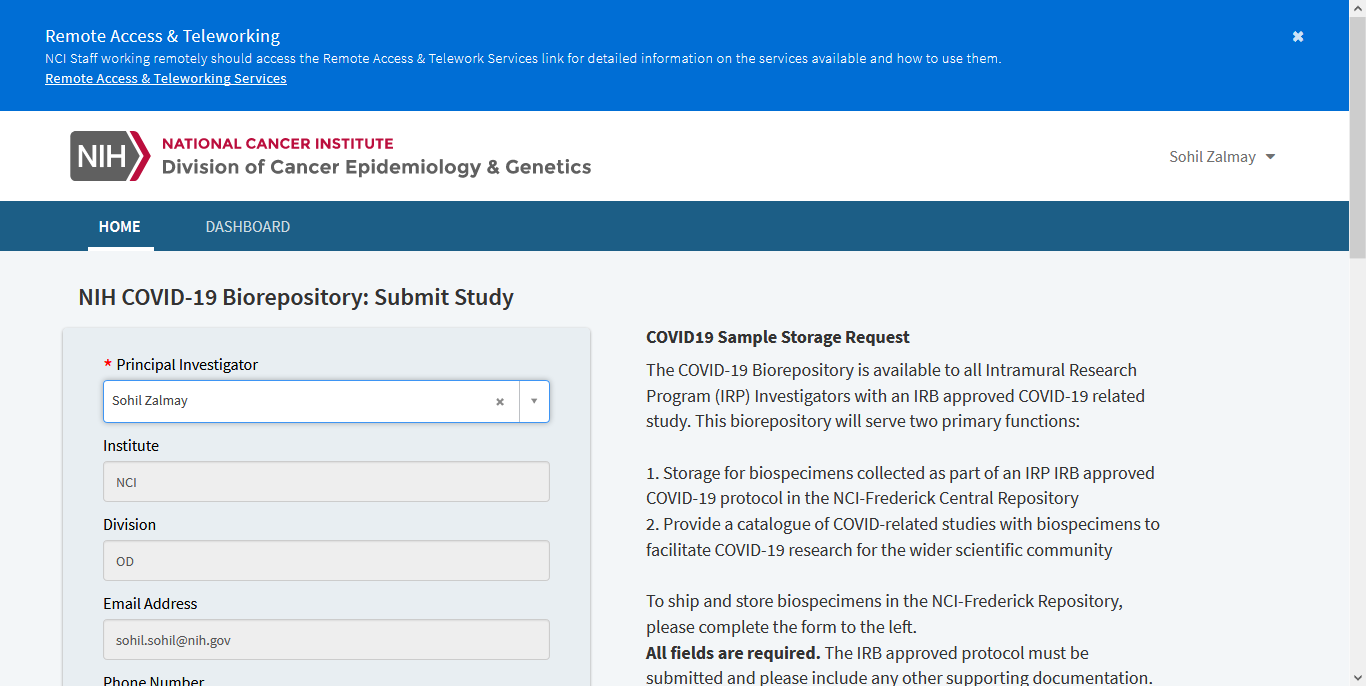 Remote Access & Teleworking
NCI Staff working remotely should access the Remote Access & Telework Services link for detailed information on the services available and how to use them.
Remote Access & Teleworking Services
NIH
NATIONAL CANCER INSTITUTE
Division of Cancer Epidemiology & Genetics
Sohil Zalmay
HOME
DASHBOARD
NIH COVID-19 Biorepository: Submit Study
* Principal Investigator
Sohil Zalmay
Institute
NCI
Division
OD
Email Address
sohil.sohil@nih.gov
Phone Number
COVID19 Sample Storage Request
The COVID-19 Biorepository is available to all Intramural Research
Program (IRP) Investigators with an IRB approved COVID-19 related
study. This biorepository will serve two primary functions:
1. Storage for biospecimens collected as part of an IRP IRB approved
COVID-19 protocol in the NCI-Frederick Central Repository
2. Provide a catalogue of COVID-related studies with biospecimens to
facilitate COVID-19 research for the wider scientific community
To ship and store biospecimens in the NCI-Frederick Repository,
please complete the form to the left.
All fields are required. The IRB approved protocol must be
submitted and please include any other supporting documentation.